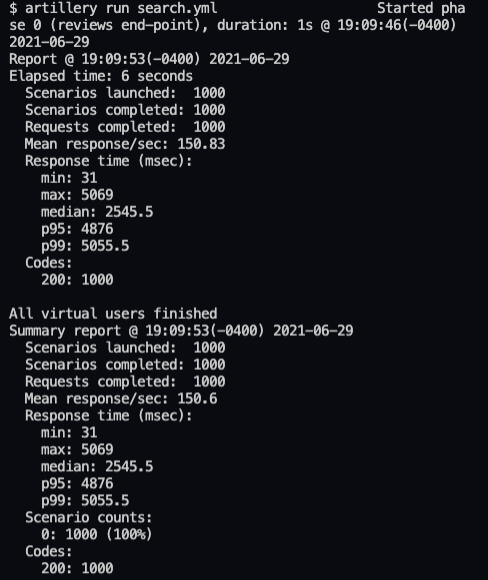 $ artillery run search.yml                  Started pha
se 0 (reviews end-point), duration: 1s @ 19:09:46(-0400)
2021-06-29
Report @ 19:09:53(-0400) 2021-06-29
Elapsed time: 6 seconds
  Scenarios launched:  1000
  Scenarios completed: 1000
  Requests completed:  1000
  Mean response/sec: 150.83
  Response time (msec):
    min: 31
    max: 5069
    median: 2545.5
    p95: 4876
    p99: 5055.5
  Codes:
    200: 1000

All virtual users finished
Summary report @ 19:09:53(-0400) 2021-06-29
  Scenarios launched:  1000
  Scenarios completed: 1000
  Requests completed:  1000
  Mean response/sec: 150.6
  Response time (msec):
    min: 31
    max: 5069
    median: 2545.5
    p95: 4876
    p99: 5055.5
  Scenario counts:
    0: 1000 (100%)
  Codes:
    200: 1000